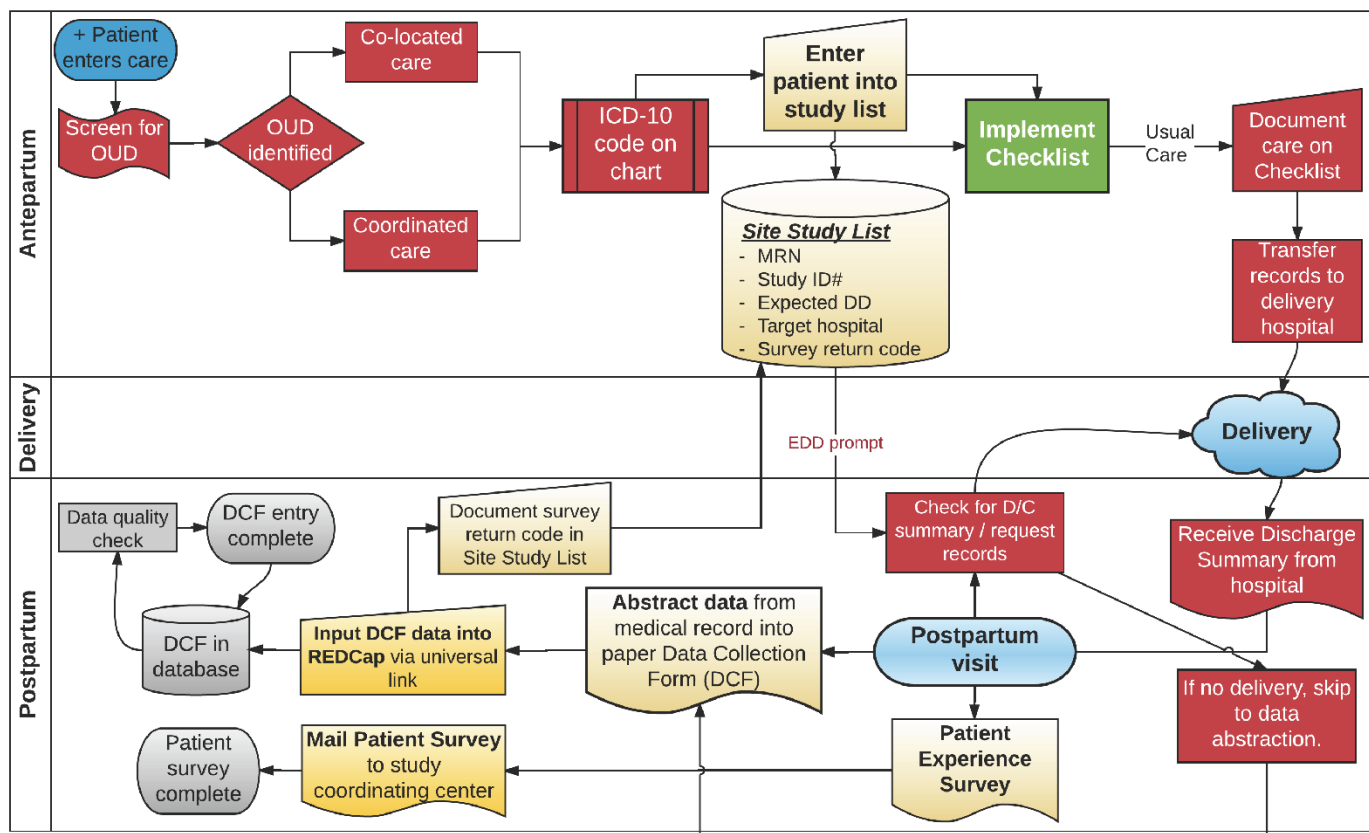 Antepartum
+ Patient
enters care
Screen for
OUD
OUD
identified
Co-located
care
Coordinated
care
ICD-10
code on
chart
Enter
patient into
study list
Implement
Checklist
Usual
Care
Document
care on
Checklist
Transfer
records to
delivery
hospital
Site Study List
- MRN
- Study ID#
- Expected DD
- Target hospital
- Survey return code
Delivery
EDD prompt
Delivery
Postpartum
Data quality
check
DCF entry
complete
DCF in
database
Document survey
return code in
Site Study List
Input DCF data into
REDCap via universal
link
Abstract data from
medical record into
paper Data Collection
Form (DCF)
Check for D/C
summary / request
records
Receive Discharge
Summary from
hospital
Postpartum
visit
If no delivery, skip
to data
abstraction.
Patient
Experience
Survey
Mail Patient Survey
to study
coordinating center
Patient
survey
complete